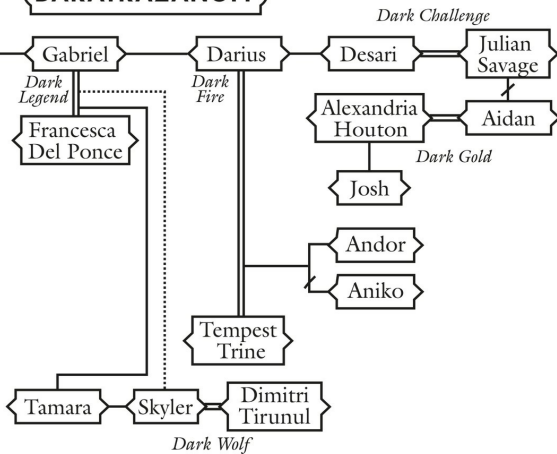 Dark Challenge
Gabriel
Darius
Desari
Julian
Savage
Dark
Legend
Dark
Fire
Francesca
Del Ponce
Alexandria
Houton
Aidan
Dark Gold
Josh
Andor
Aniko
Tempest
Trine
Tamara
Skyler
Dimitri
Tirunul
Dark Wolf